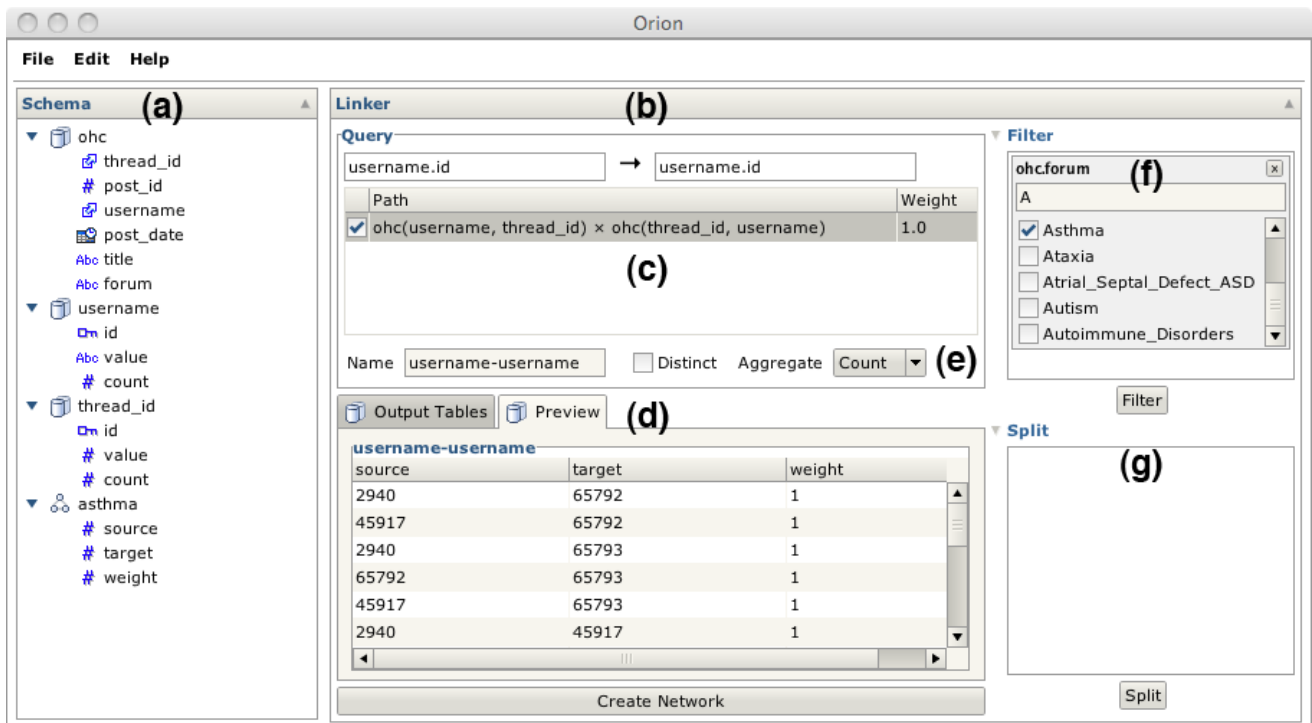 Orion
File Edit Help
Schema (a)
ohc
thread_id
# post_id
username
post_date
Abc title
Abc forum
username
id
Abc value
# count
thread_id
id
# value
# count
asthma
# source
# target
# weight
Linker (b)
Query
username.id → username.id
Path Weight
ohc(username, thread_id) × ohc(thread_id, username) 1.0
(c)
Name username-username Distinct Aggregate Count (e)
Output Tables Preview (d)
username-username
source target weight
2940 65792 1
45917 65792 1
2940 65793 1
65792 65793 1
45917 65793 1
2940 45917 1
Create Network
Filter
ohc.forum (f)
A
Asthma
Ataxia
Atrial_Septal_Defect_ASD
Autism
Autoimmune_Disorders
Filter
Split
(g)
Split